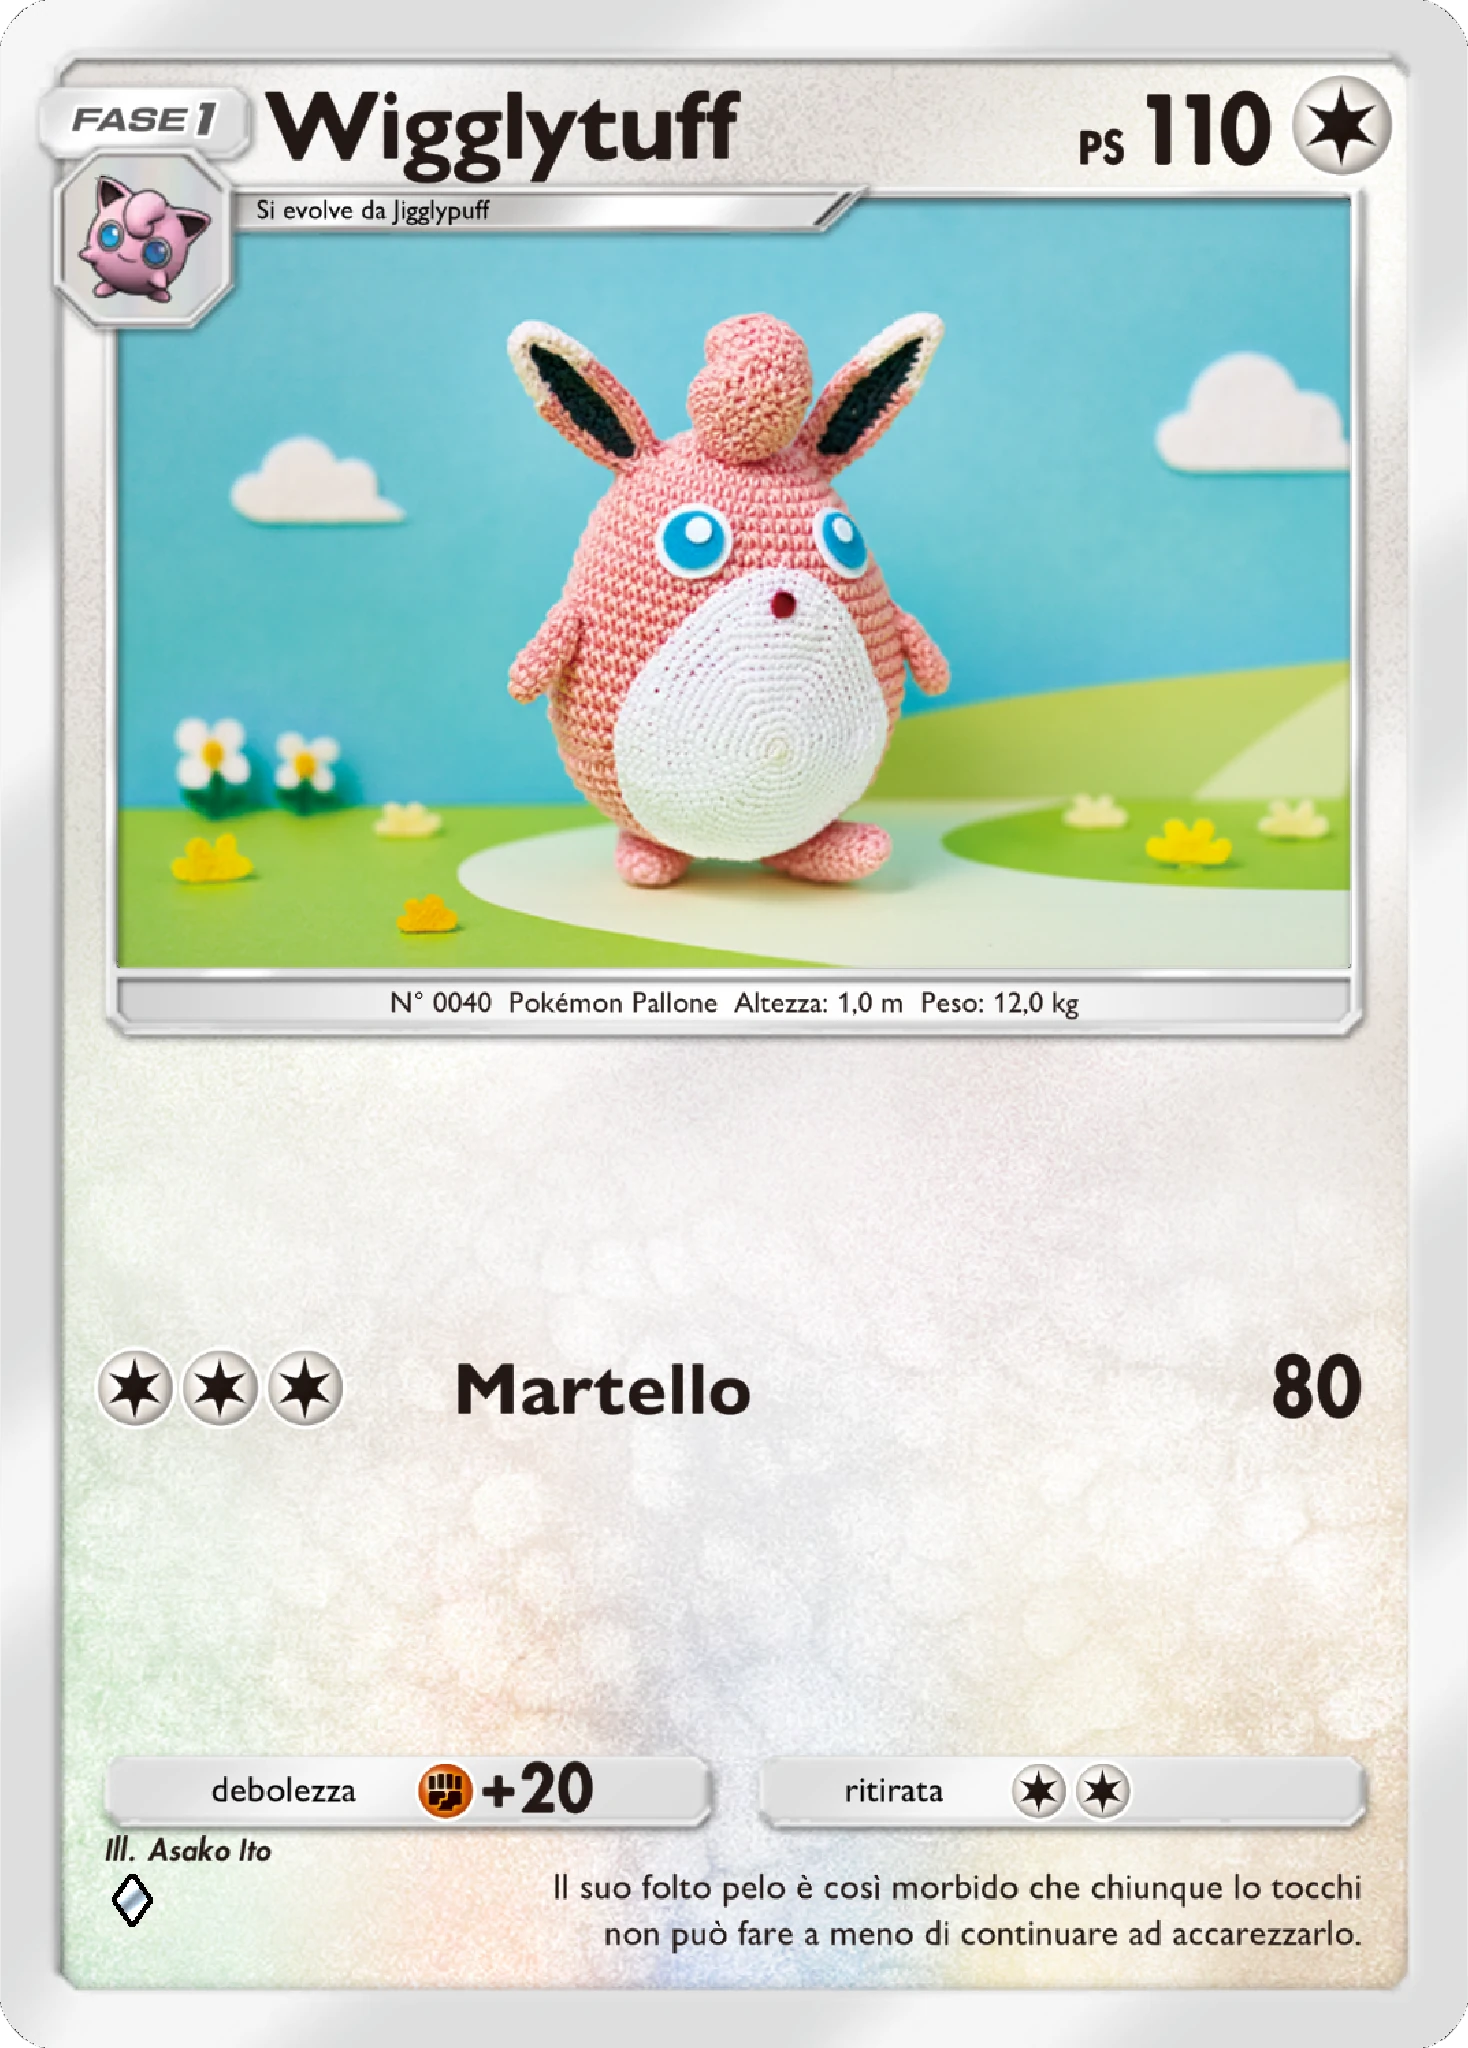 FASE 1
Wigglytuff
PS 110
Si evolve da Jigglypuff
N° 0040 Pokémon Pallone Altezza: 1,0 m Peso: 12,0 kg
Martello 80
debolezza +20
ritirata
Ill. Asako Ito
Il suo folto pelo è così morbido che chiunque lo tocchi
non può fare a meno di continuare ad accarezzarlo.